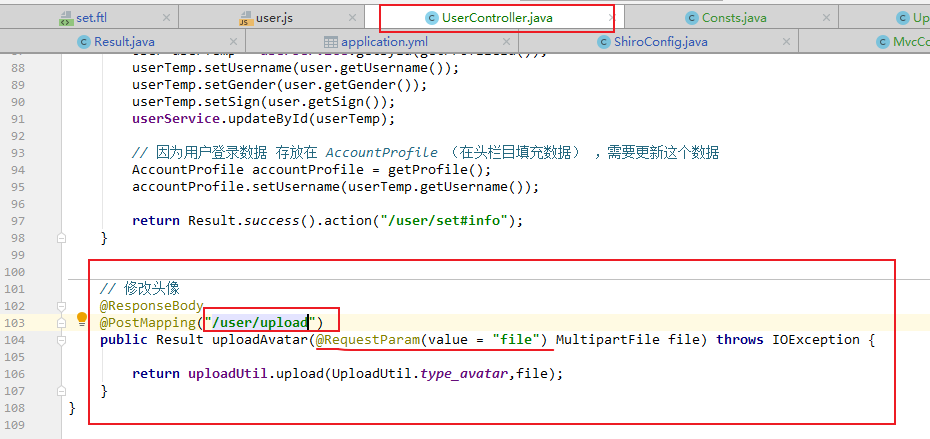 set.ftl
user.js
UserController.java
Consts.java
Up
Result.java
application.yml
ShiroConfig.java
MvcCo
88 userTemp.setUsername(user.getUsername());
89 userTemp.setGender(user.getGender());
90 userTemp.setSign(user.getSign());
91 userService.updateById(userTemp);
92
93 // 因为用户登录数据 存放在 AccountProfile （在头栏目填充数据） ，需要更新这个数据
94 AccountProfile accountProfile = getProfile();
95 accountProfile.setUsername(userTemp.getUsername());
96
97 return Result.success().action("/user/set#info");
98 }
99
100
101 // 修改头像
102 @ResponseBody
103 @PostMapping("/user/upload")
104 public Result uploadAvatar(@RequestParam(value = "file") MultipartFile file) throws IOException {
105
106 return uploadUtil.upload(UploadUtil.type_avatar,file);
107 }
108 }
109